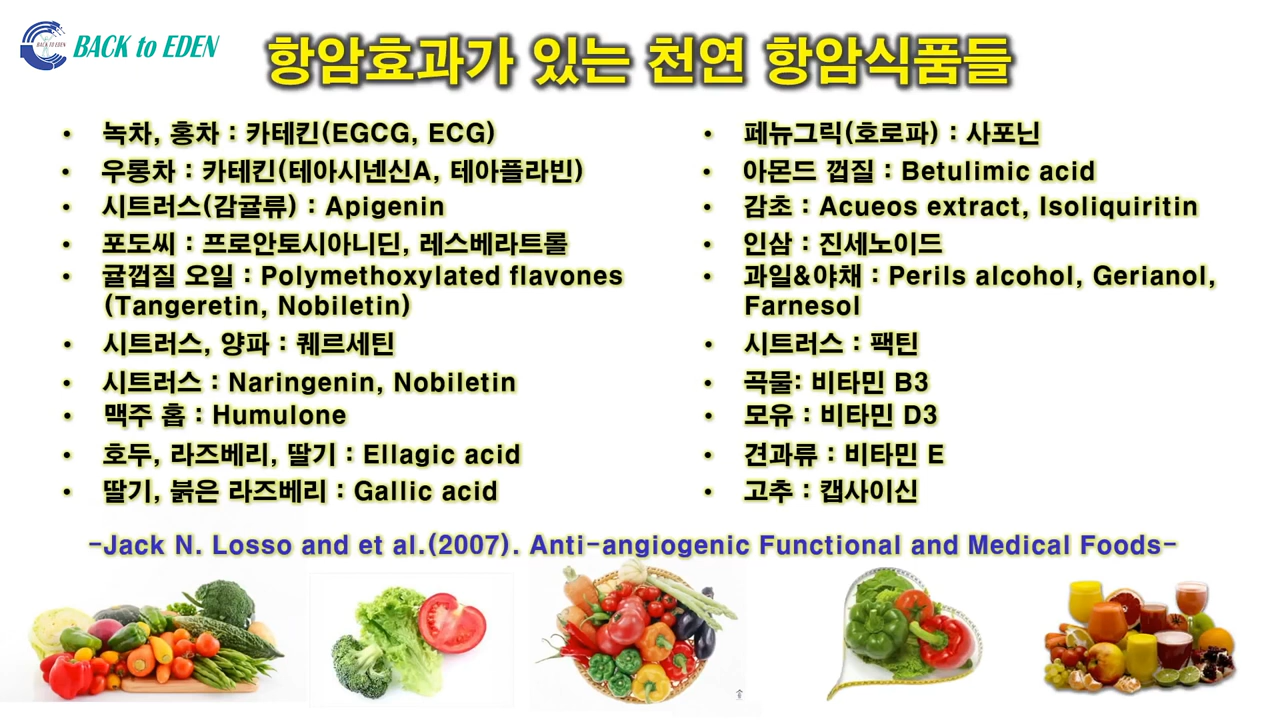 BACK to EDEN
항암효과가 있는 천연 항암식품들
• 녹차, 홍차 : 카테킨(EGCG, ECG)
• 우롱차 : 카테킨(테아시넨신A, 테아플라빈)
• 시트러스(감귤류) : Apigenin
• 포도씨 : 프로안토시아니딘, 레스베라트롤
• 귤껍질 오일 : Polymethoxylated flavones
(Tangeretin, Nobiletin)
• 시트러스, 양파 : 퀘르세틴
• 시트러스 : Naringenin, Nobiletin
• 맥주 홉 : Humulone
• 호두, 라즈베리, 딸기 : Ellagic acid
• 딸기, 붉은 라즈베리 : Gallic acid
• 페뉴그릭(호로파) : 사포닌
• 아몬드 껍질 : Betulimic acid
• 감초 : Acueos extract, Isoliquiritin
• 인삼 : 진세노이드
• 과일&야채 : Perils alcohol, Gerianol,
Farnesol
• 시트러스 : 팩틴
• 곡물: 비타민 B3
• 모유 : 비타민 D3
• 견과류 : 비타민 E
• 고추 : 캡사이신
-Jack N. Losso and et al.(2007). Anti-angiogenic Functional and Medical Foods-